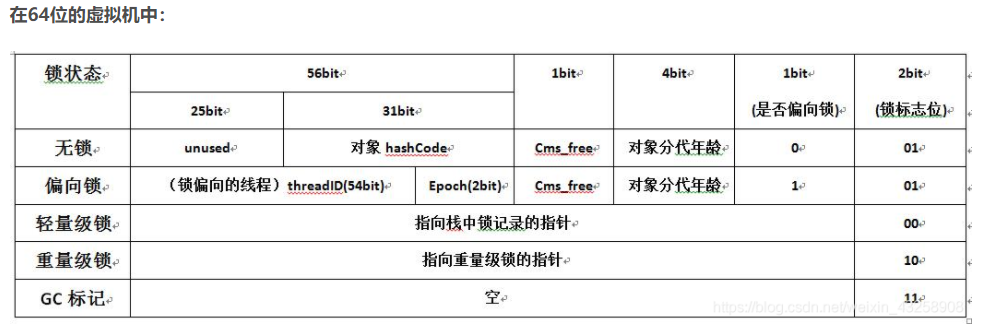 在64位的虚拟机中：
锁状态 56bit 1bit 4bit 1bit 2bit
25bit 31bit (是否偏向锁) (锁标志位)
无锁 unused 对象 hashCode Cms_free 对象分代年龄 0 01
偏向锁 （锁偏向的线程）threadID(54bit) Epoch(2bit) Cms_free 对象分代年龄 1 01
轻量级锁 指向栈中锁记录的指针 00
重量级锁 指向重量级锁的指针 10
GC 标记 空 11
https://blog.csdn.net/weixin_43258908